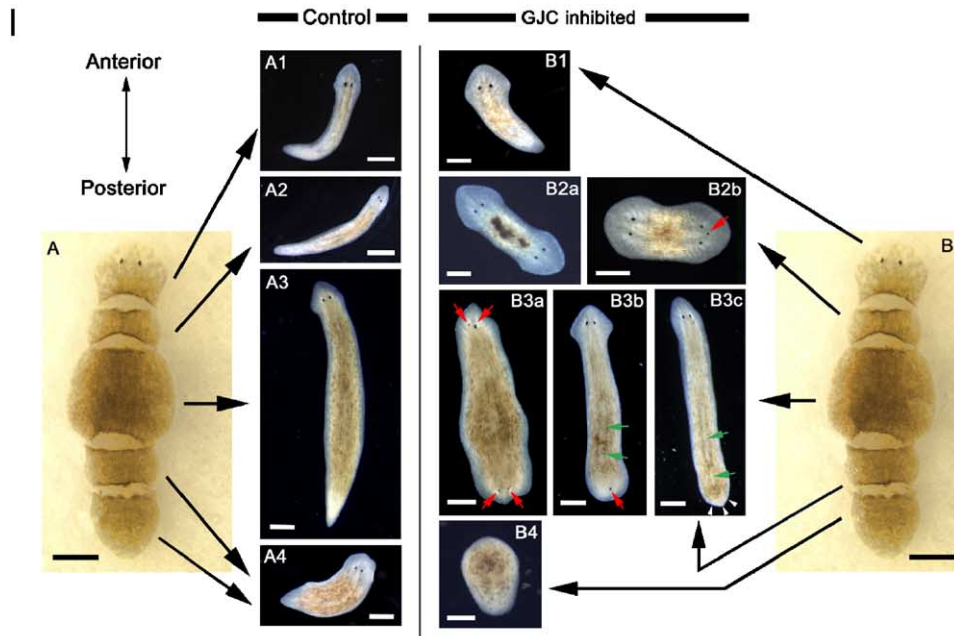 I
Control
GJC inhibited
Anterior
Posterior
A
A1
A2
A3
A4
B1
B2a
B2b
B3a
B3b
B3c
B4
B